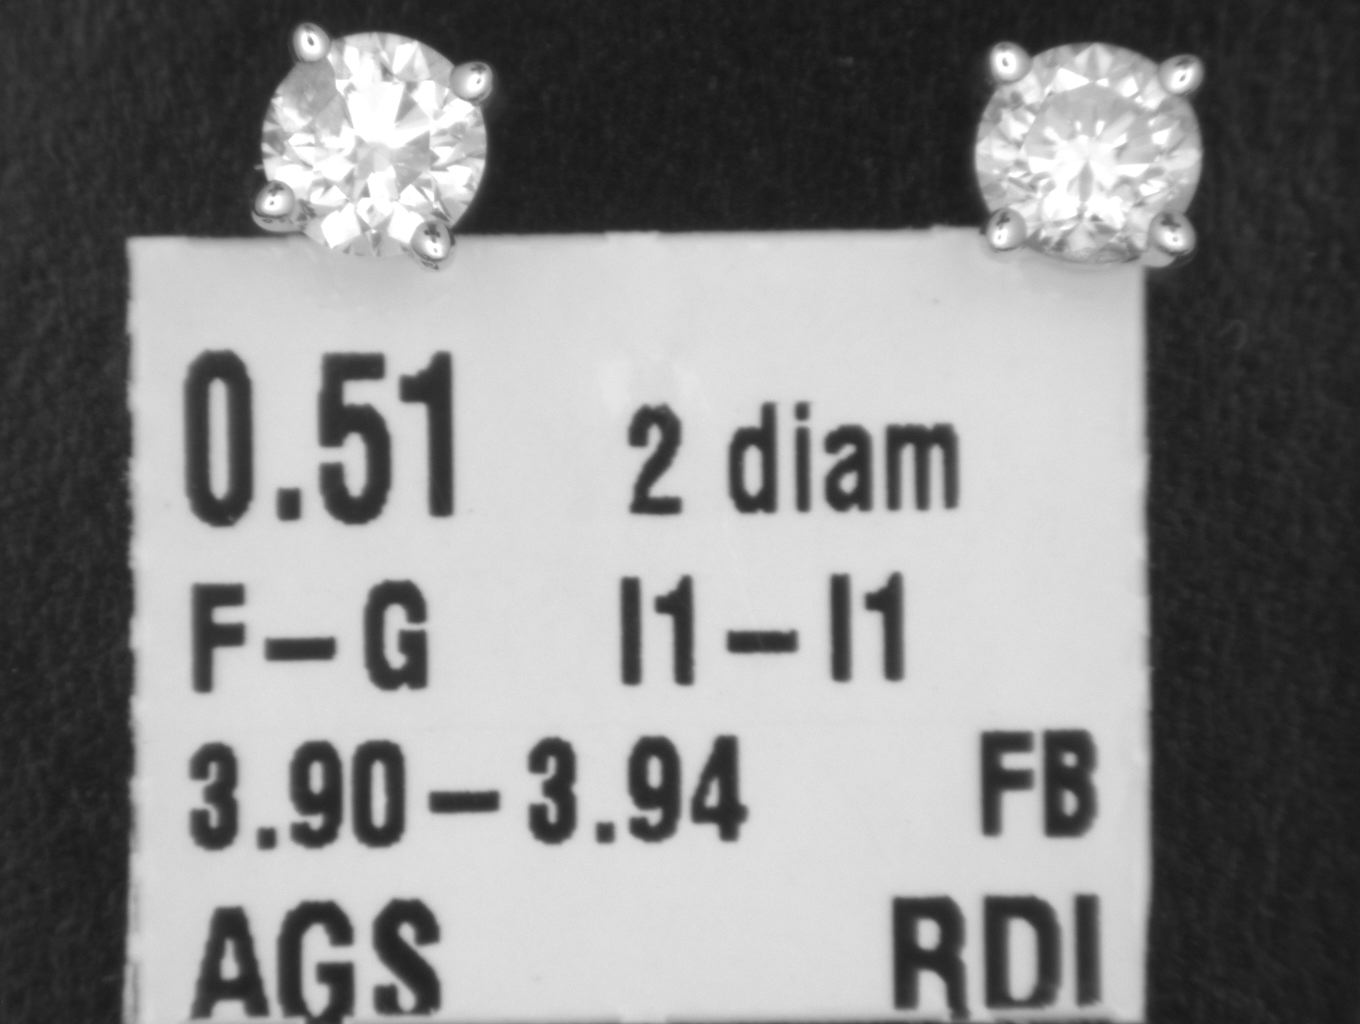 0.51 2 diam
F-G I1-I1
3.90-3.94 FB
AGS RDI